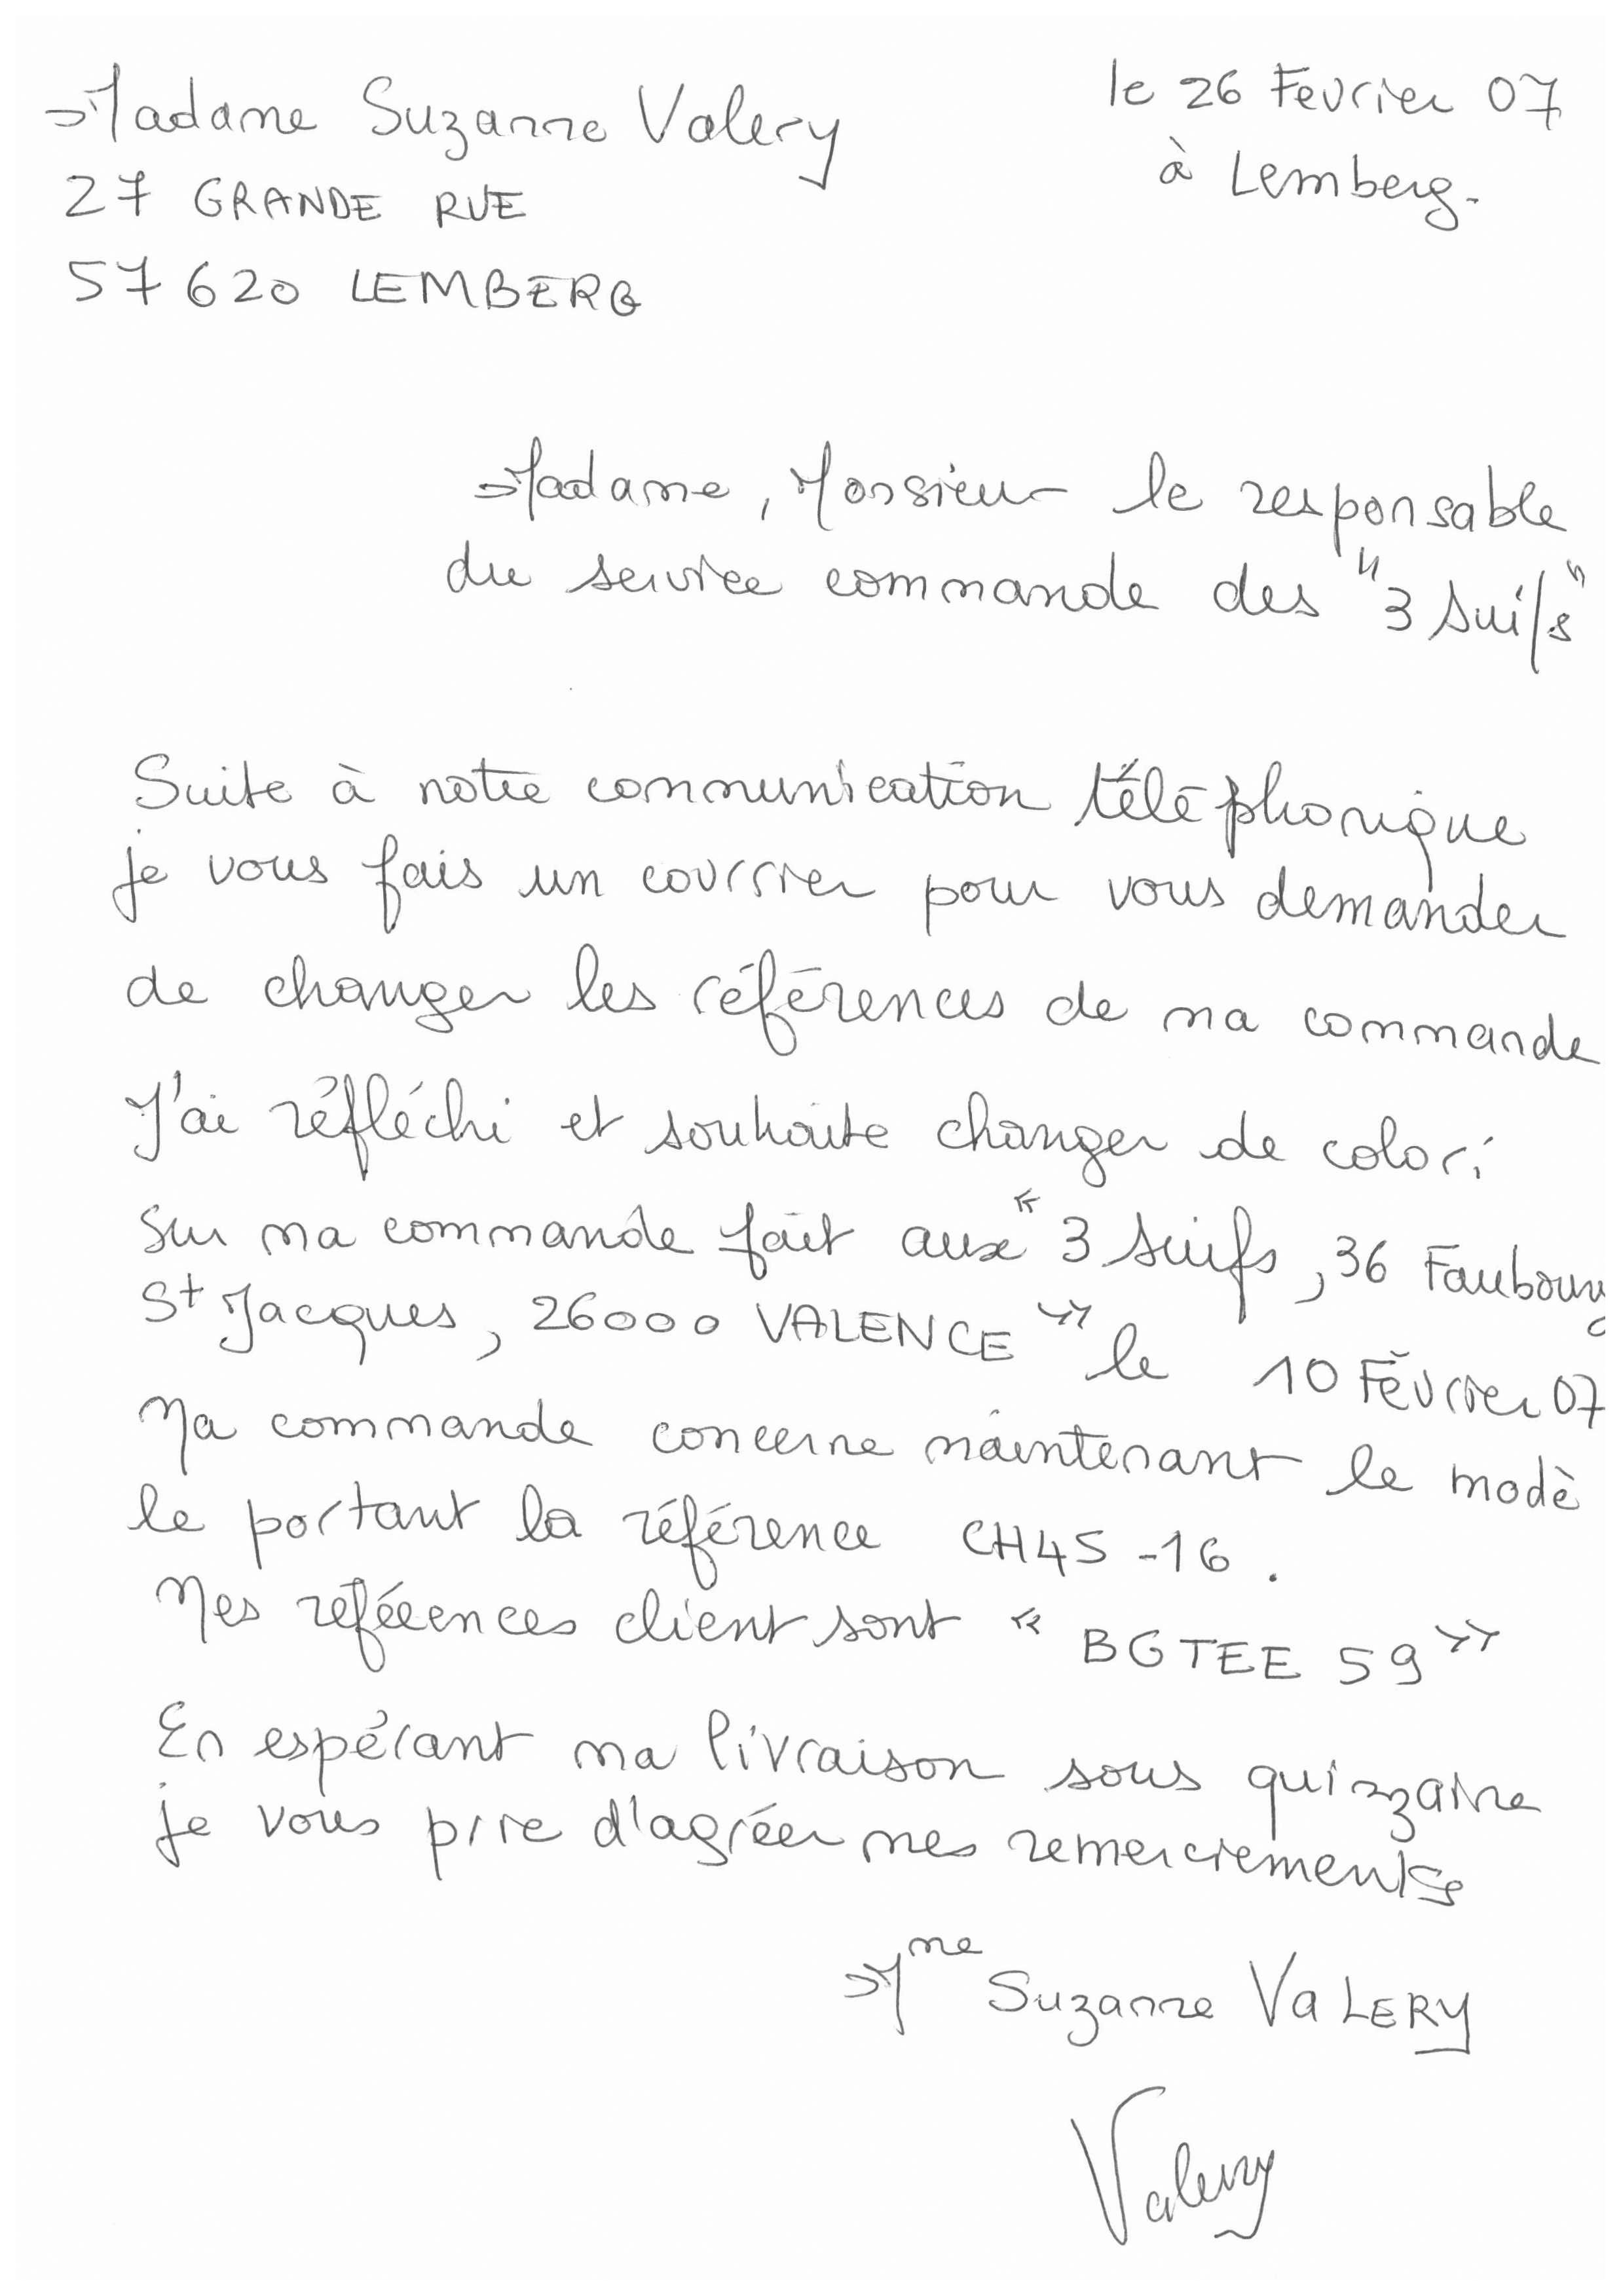 Madame Suzanne Valery
27 GRANDE RUE
57620 LEMBERG
le 26 Fevrier 07
à Lemberg.
Madame, Monsieur le responsable
du service commande des "3 suifs"
Suite à notre communication téléphonique
je vous fais un courrier pour vous demander
de changer les références de ma commande
J'ai réfléchi et souhaite changer de colori
sur ma commande fait aux "3 suifs, 36 Faubourg
St Jacques, 26000 VALENCE" le 10 Février 07
Ma commande concerne maintenant le modè
le portant la référence CH45-16.
Mes reféeences client sont « BGTEE 59 »
En espérant ma livraison sous quinzaine
je vous prie d'agréer mes remerciements
Mme Suzanne VaLERY
Valery